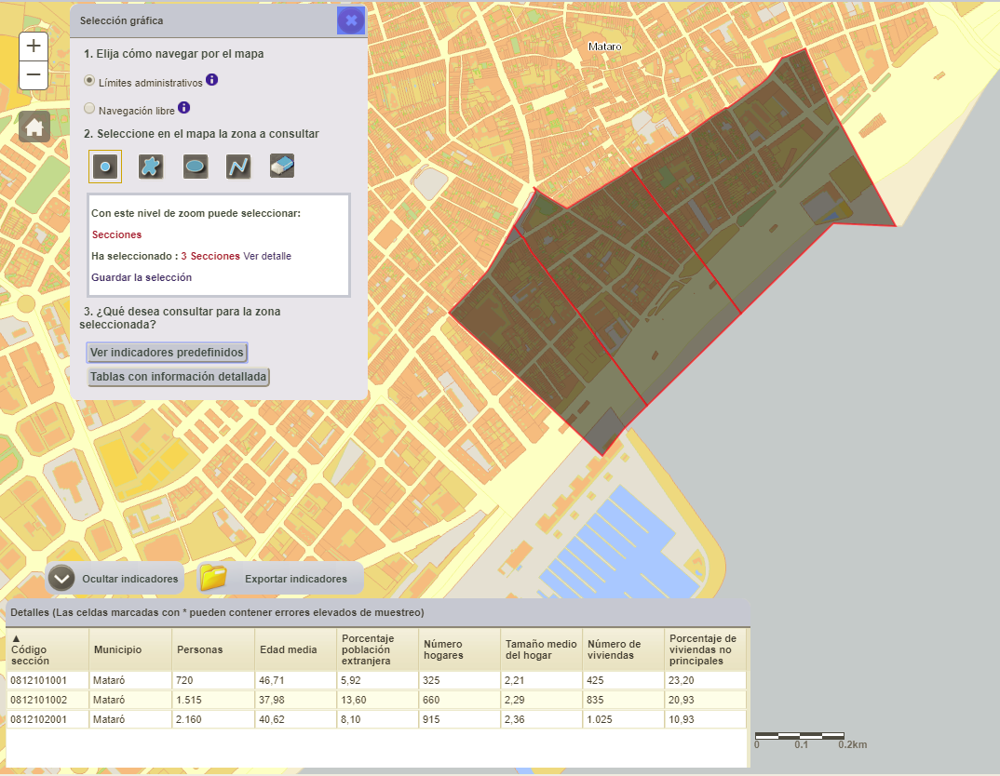 Selección gráfica
1. Elija cómo navegar por el mapa
Límites administrativos
Navegación libre
2. Seleccione en el mapa la zona a consultar
Con este nivel de zoom puede seleccionar:
Secciones
Ha seleccionado : 3 Secciones Ver detalle
Guardar la selección
3. ¿Qué desea consultar para la zona
seleccionada?
Ver indicadores predefinidos
Tablas con información detallada
Mataro
Ocultar indicadores
Exportar indicadores
Detalles (Las celdas marcadas con * pueden contener errores elevados de muestreo)
▲ Código sección Municipio Personas Edad media Porcentaje población extranjera Número hogares Tamaño medio del hogar Número de viviendas Porcentaje de viviendas no principales
0812101001 Mataró 720 46,71 5,92 325 2,21 425 23,20
0812101002 Mataró 1.515 37,98 13,60 660 2,29 835 20,93
0812102001 Mataró 2.160 40,62 8,10 915 2,36 1.025 10,93
0 0.1 0.2km